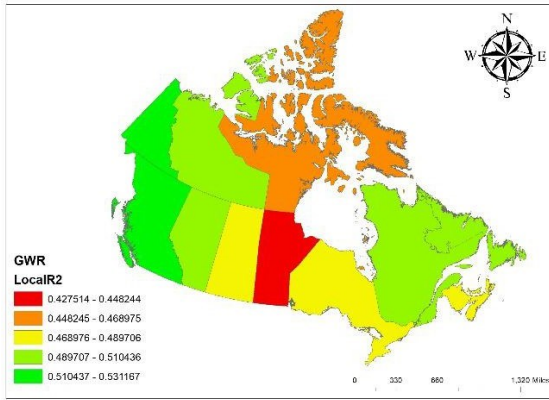 N
W E
S
GWR
LocalR2
0.427514 - 0.448244
0.448245 - 0.468975
0.468976 - 0.489706
0.489707 - 0.510436
0.510437 - 0.531167
0 330 660 1,320 Miles